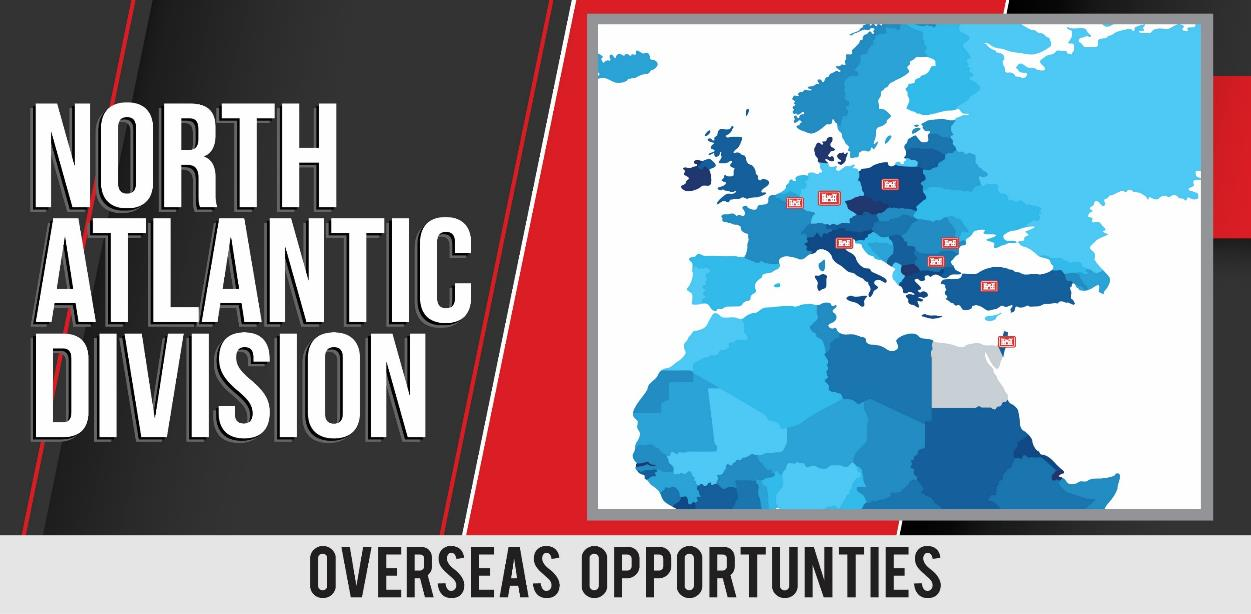 NORTH
ATLANTIC
DIVISION
OVERSEAS OPPORTUNTIES